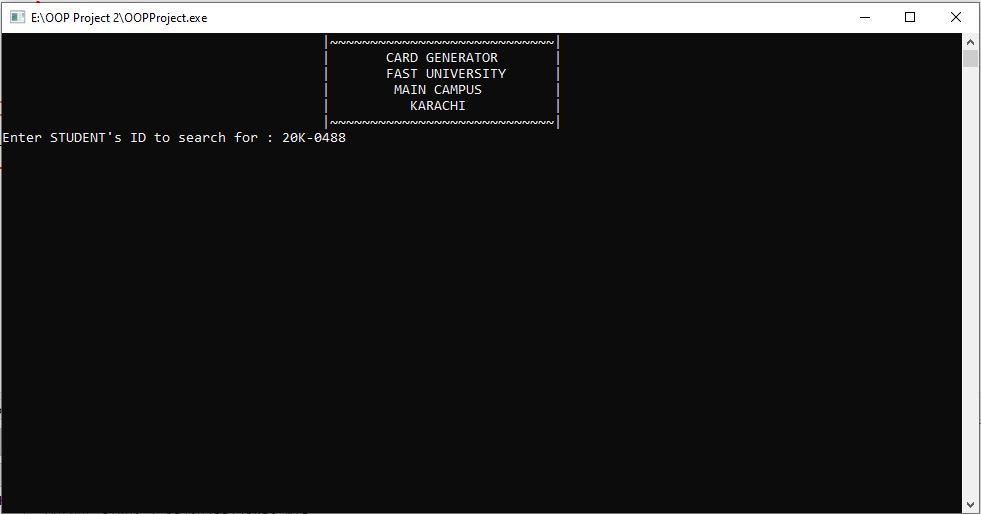 E:\OOP Project 2\OOPProject.exe
|~~~~~~~~~~~~~~~~~~~~~~~~~~~~|
| CARD GENERATOR |
| FAST UNIVERSITY |
| MAIN CAMPUS |
| KARACHI |
|~~~~~~~~~~~~~~~~~~~~~~~~~~~~|
Enter STUDENT's ID to search for : 20K-0488